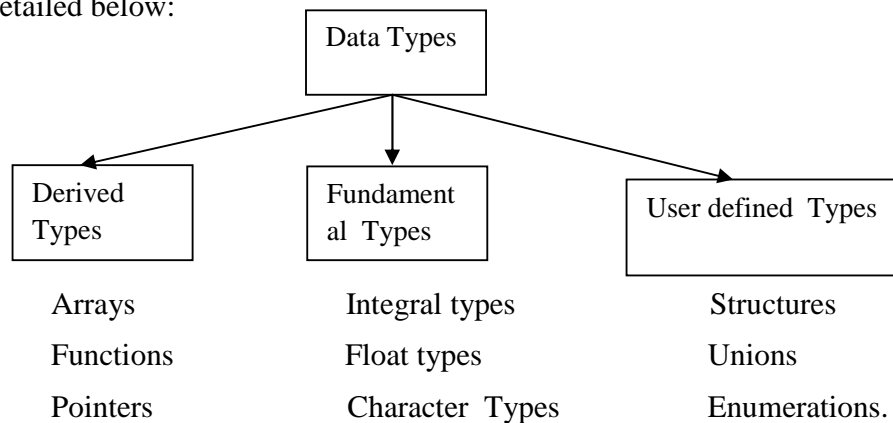 etailed below:
Data Types
Derived
Types
Fundament
al Types
User defined Types
Arrays Integral types Structures
Functions Float types Unions
Pointers Character Types Enumerations.